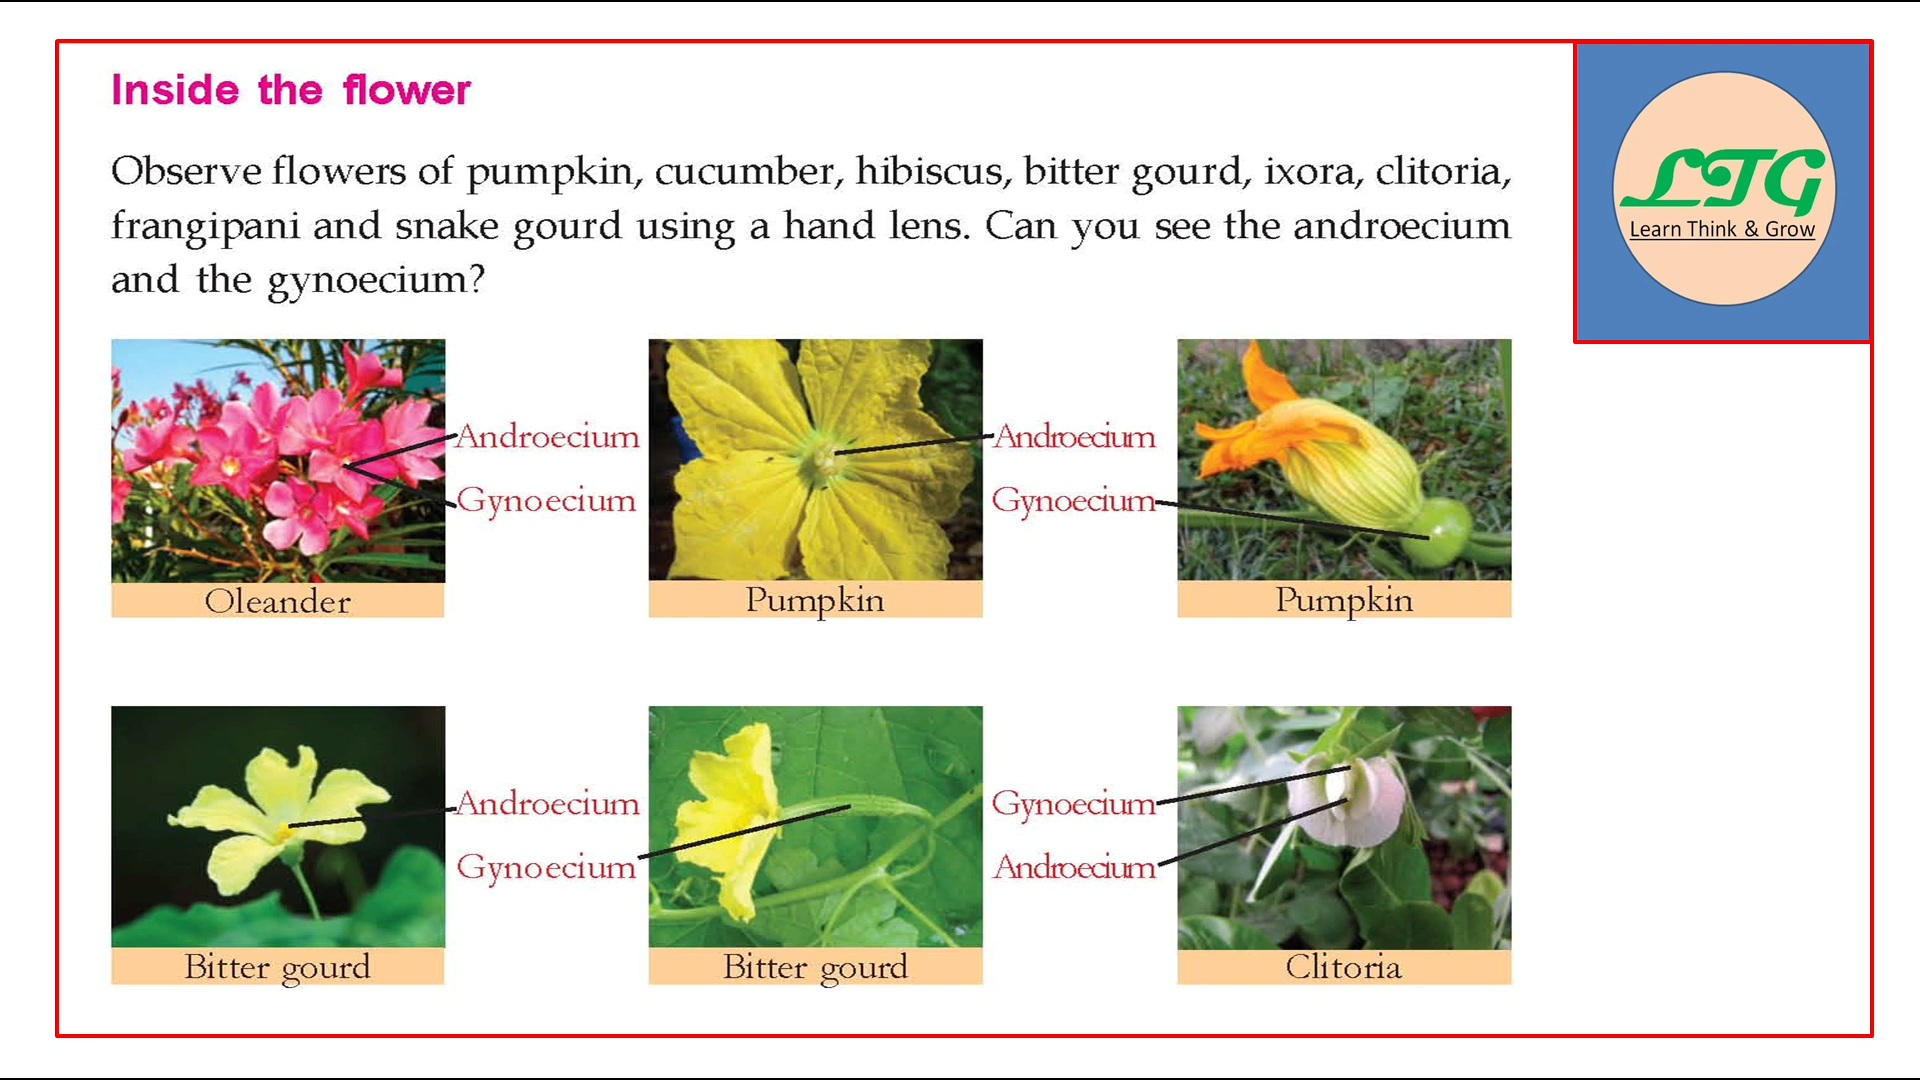 Inside the flower
LTG
Learn Think & Grow
Observe flowers of pumpkin, cucumber, hibiscus, bitter gourd, ixora, clitoria,
frangipani and snake gourd using a hand lens. Can you see the androecium
and the gynoecium?
Androecium
Gynoecium
Androecium
Gynoecium
Oleander
Pumpkin
Pumpkin
Androecium
Gynoecium
Gynoecium
Androecium
Bitter gourd
Bitter gourd
Clitoria